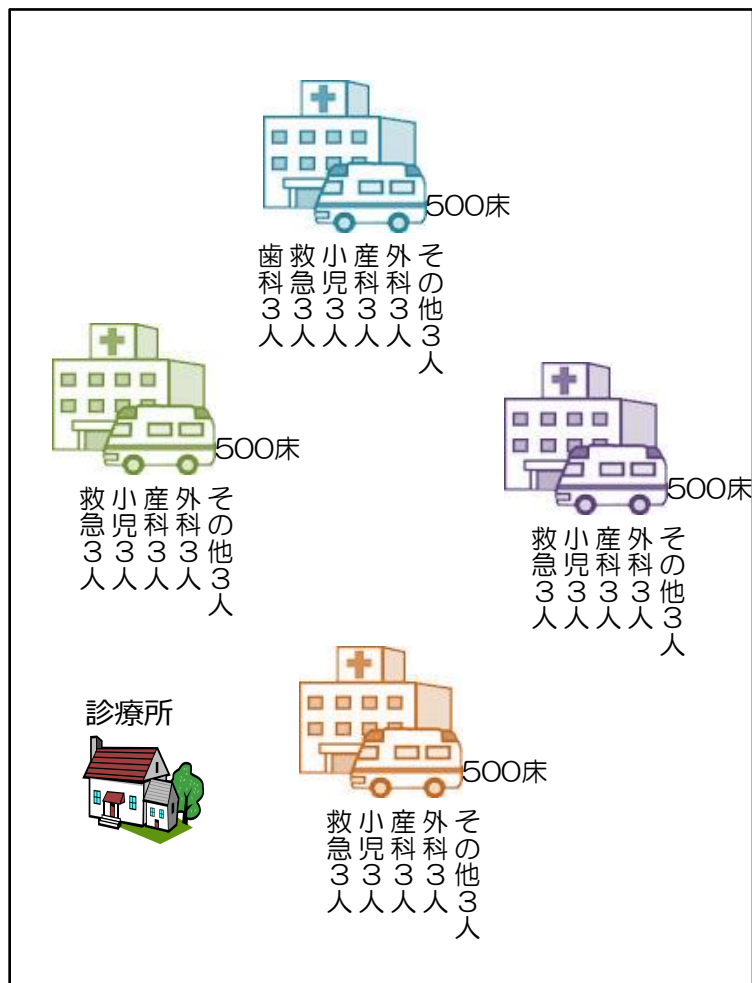 500床
歯科３人
救急３人
小児３人
産科３人
外科３人
その他３人
500床
救急３人
小児３人
産科３人
外科３人
その他３人
500床
救急３人
小児３人
産科３人
外科３人
その他３人
診療所
500床
救急３人
小児３人
産科３人
外科３人
その他３人